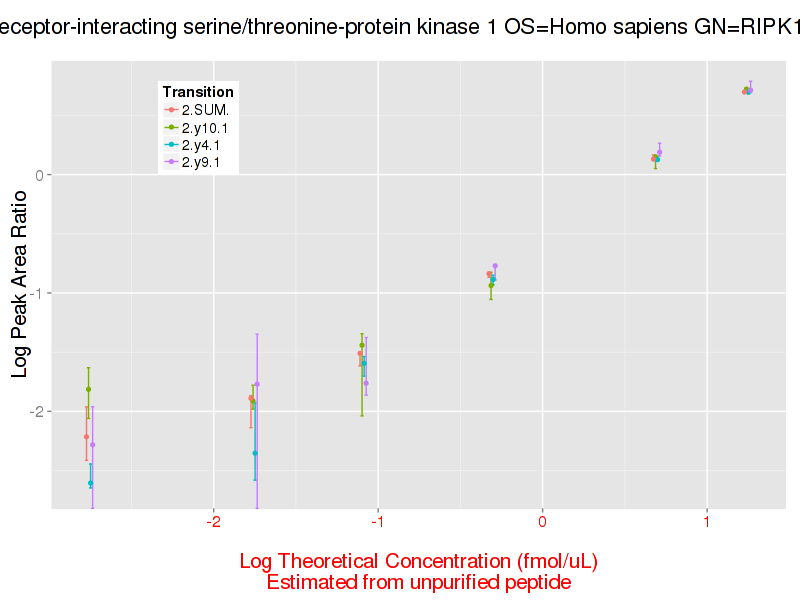 eceptor-interacting serine/threonine-protein kinase 1 OS=Homo sapiens GN=RIPK1
Transition
2.SUM.
2.y10.1
2.y4.1
2.y9.1
Log Peak Area Ratio
0
-1
-2
-2 -1 0 1
Log Theoretical Concentration (fmol/uL)
Estimated from unpurified peptide